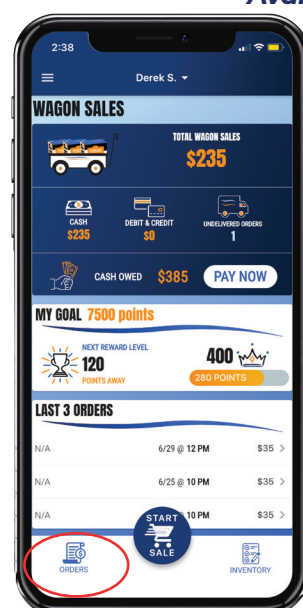 2:38
Derek S.
WAGON SALES
TOTAL WAGON SALES
$235
CASH
$235
DEBIT & CREDIT
$0
UNDELIVERED ORDERS
1
CASH OWED $385 PAY NOW
MY GOAL 7500 points
NEXT REWARD LEVEL
120
POINTS AWAY
400
280 POINTS
LAST 3 ORDERS
N/A 6/29 @ 12 PM $35 >
N/A 6/25 @ 10 PM $35 >
N/A 10 PM $35 >
START
SALE
ORDERS
INVENTORY